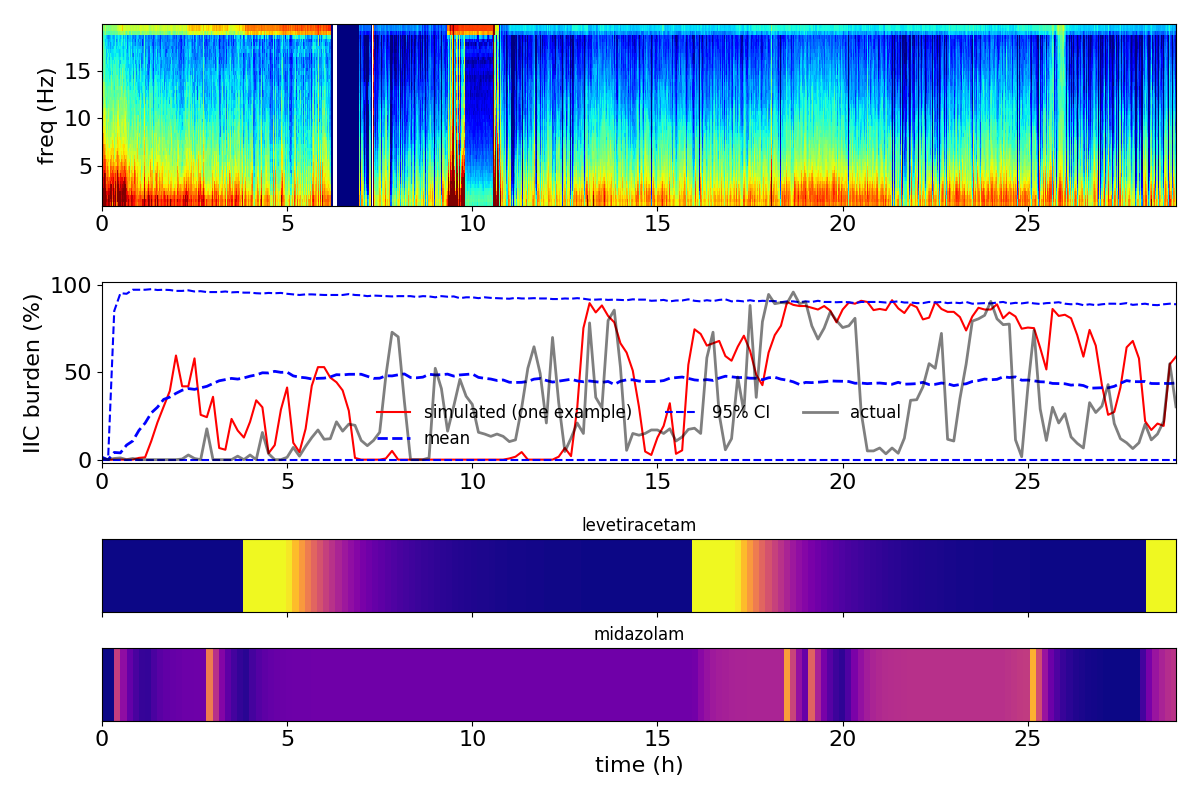 freq (Hz)
15
10
5
0 5 10 15 20 25
IIC burden (%)
100
50
0
simulated (one example) 95% CI actual
mean
0 5 10 15 20 25
levetiracetam
midazolam
0 5 10 15 20 25
time (h)